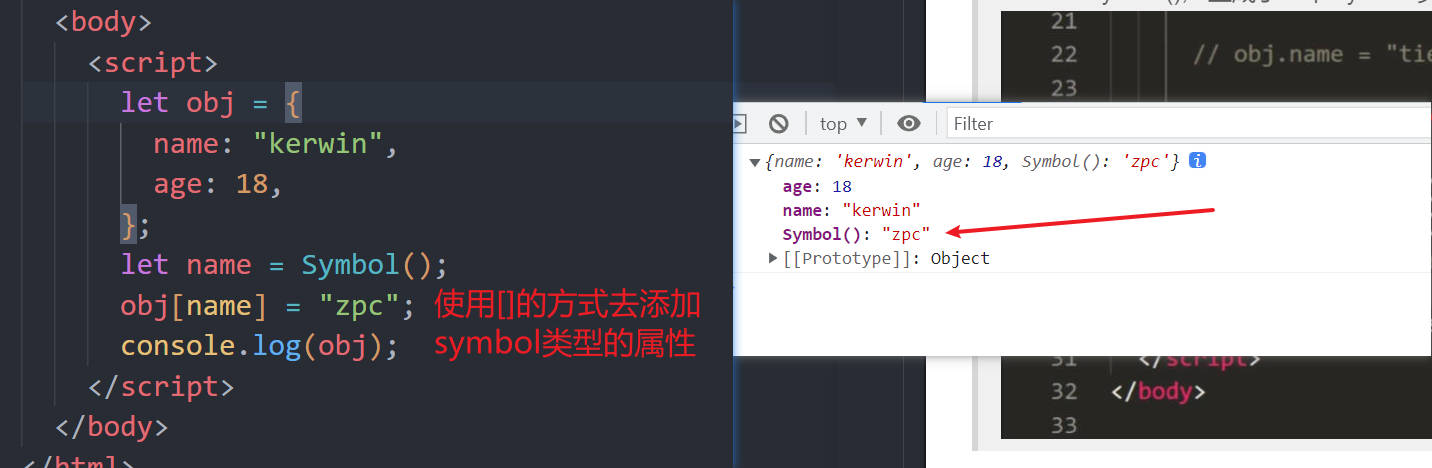 <body>
<script>
let obj = {
name: "kerwin",
age: 18,
};
let name = Symbol();
obj[name] = "zpc"; 使用[]的方式去添加
console.log(obj); symbol类型的属性
</script>
</body>
</html>
21
22 // obj.name = "tie
23
top ▼ Filter
▼{name: 'kerwin', age: 18, Symbol(): 'zpc'} i
age: 18
name: "kerwin"
Symbol(): "zpc"
▶[[Prototype]]: Object
31 </script>
32 </body>
33